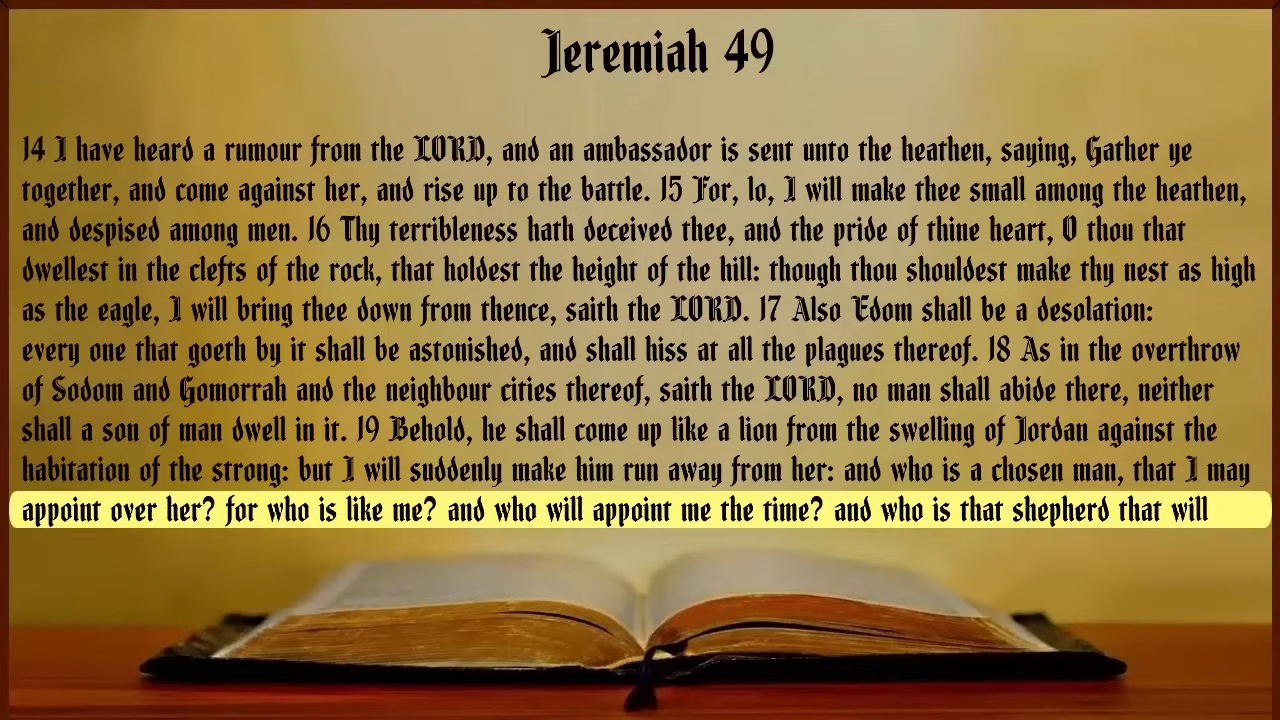 Jeremiah 49
14 I have heard a rumour from the LORD, and an ambassador is sent unto the heathen, saying, Gather ye
together, and come against her, and rise up to the battle. 15 For, lo, I will make thee small among the heathen,
and despised among men. 16 Thy terribleness hath deceived thee, and the pride of thine heart, O thou that
dwellest in the clefts of the rock, that holdest the height of the hill: though thou shouldest make thy nest as high
as the eagle, I will bring thee down from thence, saith the LORD. 17 Also Edom shall be a desolation:
every one that goeth by it shall be astonished, and shall hiss at all the plagues thereof. 18 As in the overthrow
of Sodom and Gomorrah and the neighbour cities thereof, saith the LORD, no man shall abide there, neither
shall a son of man dwell in it. 19 Behold, he shall come up like a lion from the swelling of Jordan against the
habitation of the strong: but I will suddenly make him run away from her: and who is a chosen man, that I may
appoint over her? for who is like me? and who will appoint me the time? and who is that shepherd that will